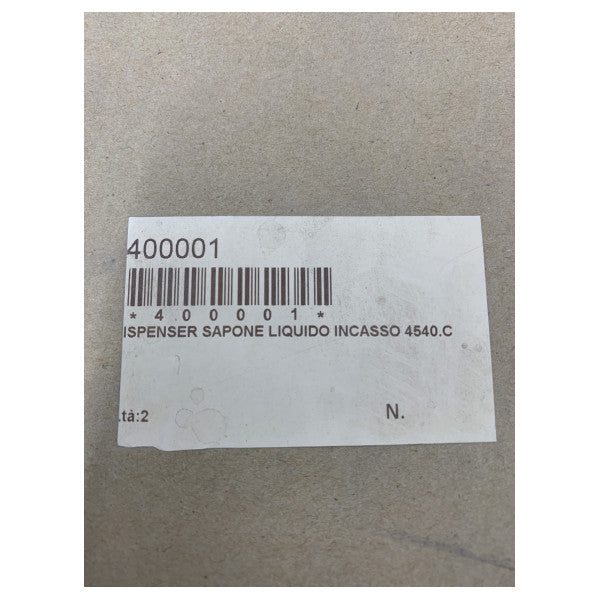 400001
*400001*
ISPENSER SAPONE LIQUIDO INCASSO 4540.C
.tà:2
N.